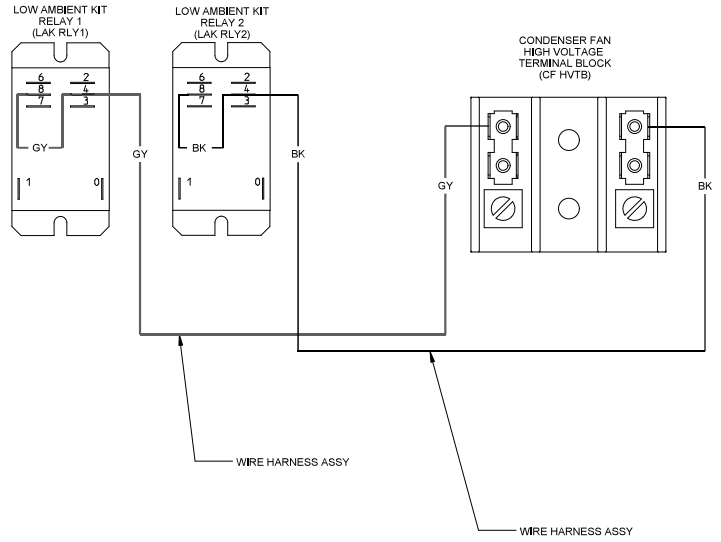 LOW AMBIENT KIT
RELAY 1
(LAK RLY1)
LOW AMBIENT KIT
RELAY 2
(LAK RLY2)
CONDENSER FAN
HIGH VOLTAGE
TERMINAL BLOCK
(CF HVTB)
6 2
8 4
7 3
GY
1 0
6 2
8 4
7 3
BK
1 0
GY
BK
GY
BK
WIRE HARNESS ASSY
WIRE HARNESS ASSY